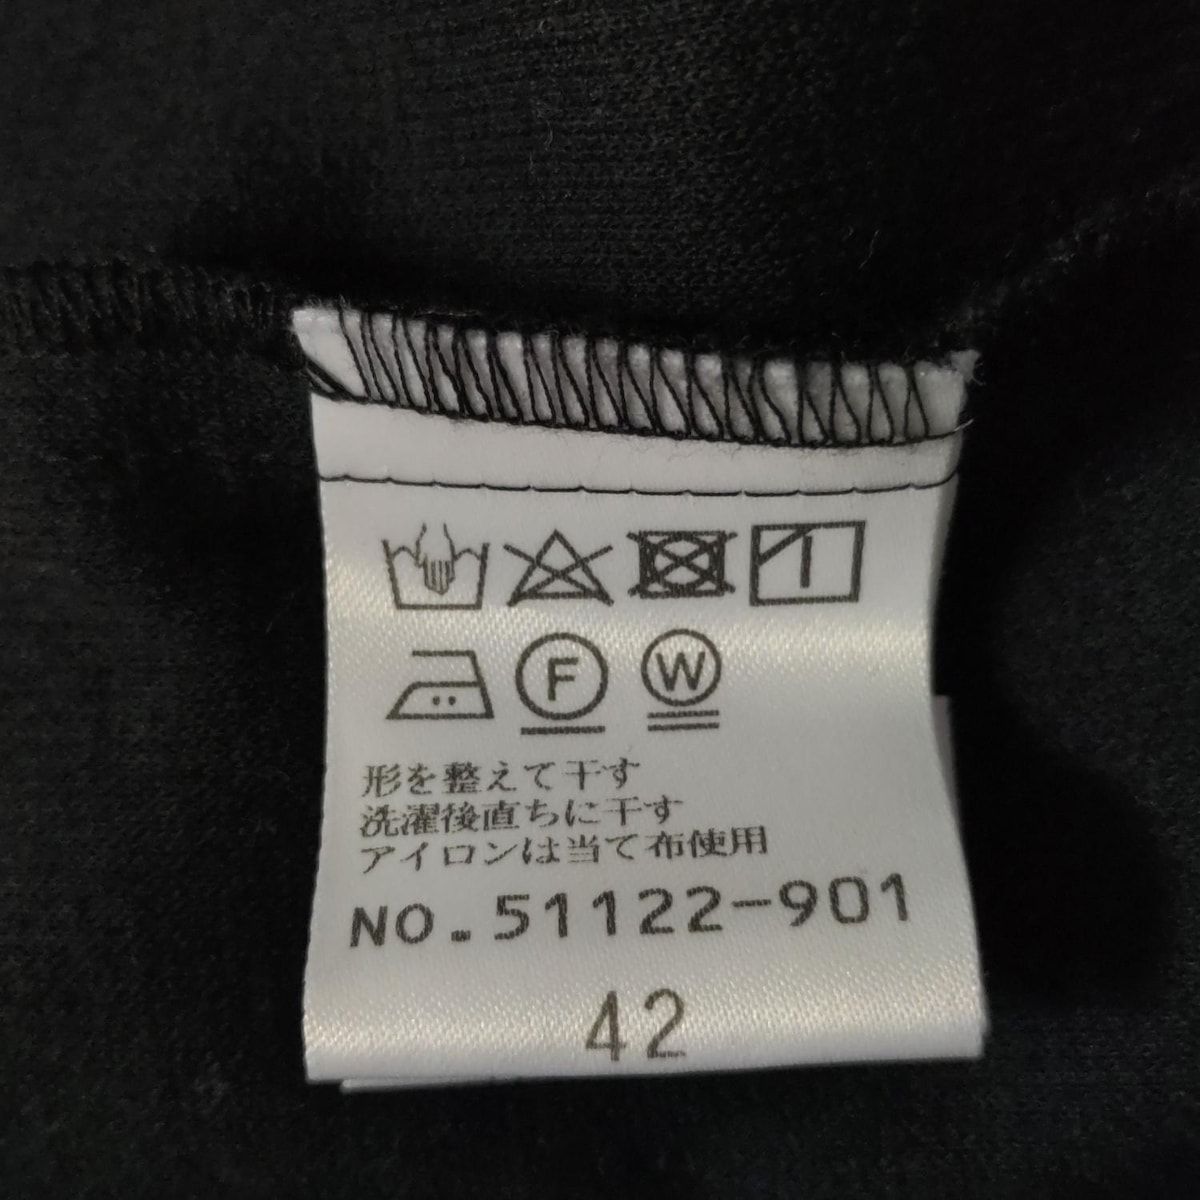 F W
形を整えて干す
洗濯後直ちに干す
アイロンは当て布使用
NO.51122-901
42